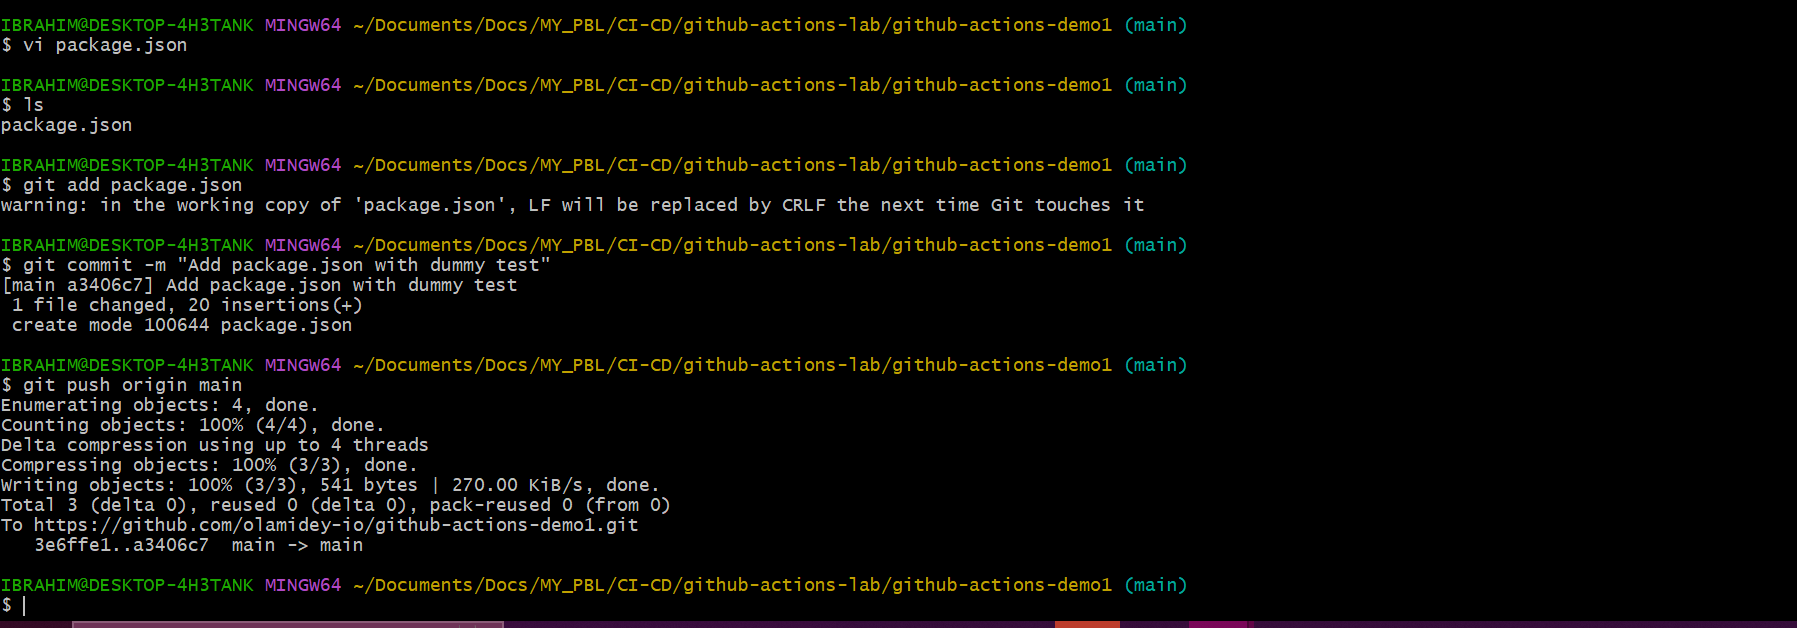 IBRAHIM@DESKTOP-4H3TANK MINGW64 ~/Documents/Docs/MY_PBL/CI-CD/github-actions-lab/github-actions-demo1 (main)
$ vi package.json
IBRAHIM@DESKTOP-4H3TANK MINGW64 ~/Documents/Docs/MY_PBL/CI-CD/github-actions-lab/github-actions-demo1 (main)
$ ls
package.json
IBRAHIM@DESKTOP-4H3TANK MINGW64 ~/Documents/Docs/MY_PBL/CI-CD/github-actions-lab/github-actions-demo1 (main)
$ git add package.json
warning: in the working copy of 'package.json', LF will be replaced by CRLF the next time Git touches it
IBRAHIM@DESKTOP-4H3TANK MINGW64 ~/Documents/Docs/MY_PBL/CI-CD/github-actions-lab/github-actions-demo1 (main)
$ git commit -m "Add package.json with dummy test"
[main a3406c7] Add package.json with dummy test
 1 file changed, 20 insertions(+)
 create mode 100644 package.json
IBRAHIM@DESKTOP-4H3TANK MINGW64 ~/Documents/Docs/MY_PBL/CI-CD/github-actions-lab/github-actions-demo1 (main)
$ git push origin main
Enumerating objects: 4, done.
Counting objects: 100% (4/4), done.
Delta compression using up to 4 threads
Compressing objects: 100% (3/3), done.
Writing objects: 100% (3/3), 541 bytes | 270.00 KiB/s, done.
Total 3 (delta 0), reused 0 (delta 0), pack-reused 0 (from 0)
To https://github.com/olamidey-io/github-actions-demo1.git
   3e6ffe1..a3406c7  main -> main
IBRAHIM@DESKTOP-4H3TANK MINGW64 ~/Documents/Docs/MY_PBL/CI-CD/github-actions-lab/github-actions-demo1 (main)
$